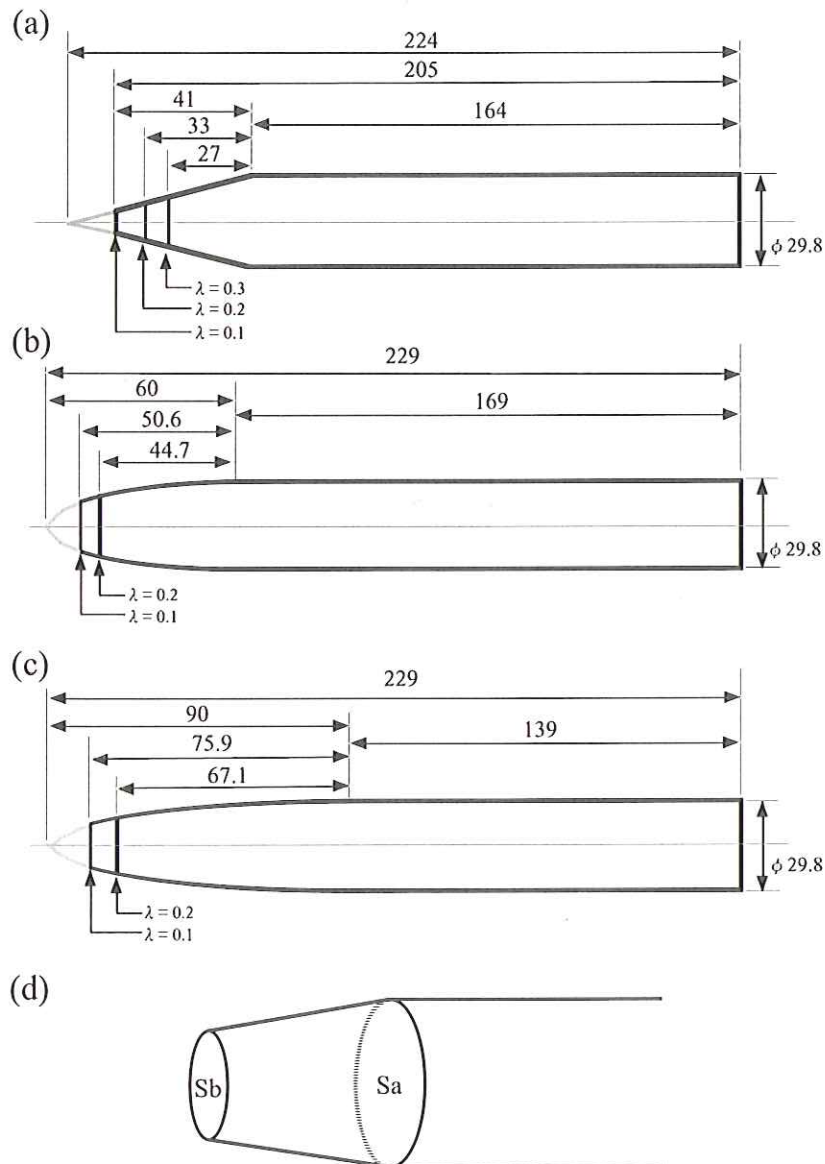 (a)
224
205
41
164
33
27
φ 29.8
λ = 0.3
λ = 0.2
λ = 0.1
(b)
229
60
169
50.6
44.7
φ 29.8
λ = 0.2
λ = 0.1
(c)
229
90
139
75.9
67.1
φ 29.8
λ = 0.2
λ = 0.1
(d)
Sb
Sa